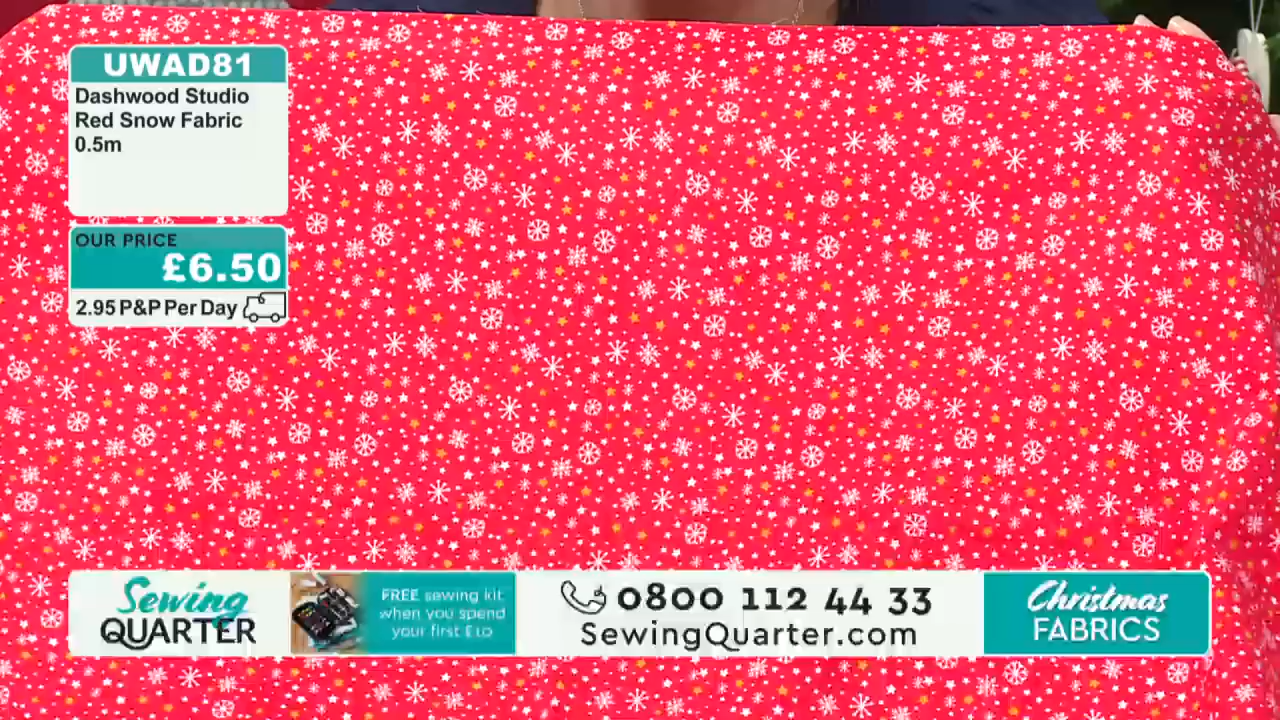 UWAD81
Dashwood Studio
Red Snow Fabric
0.5m
OUR PRICE
£6.50
2.95 P&P Per Day
Sewing
QUARTER
FREE sewing kit
when you spend
your first £10
0800 112 44 33
SewingQuarter.com
Christmas
FABRICS